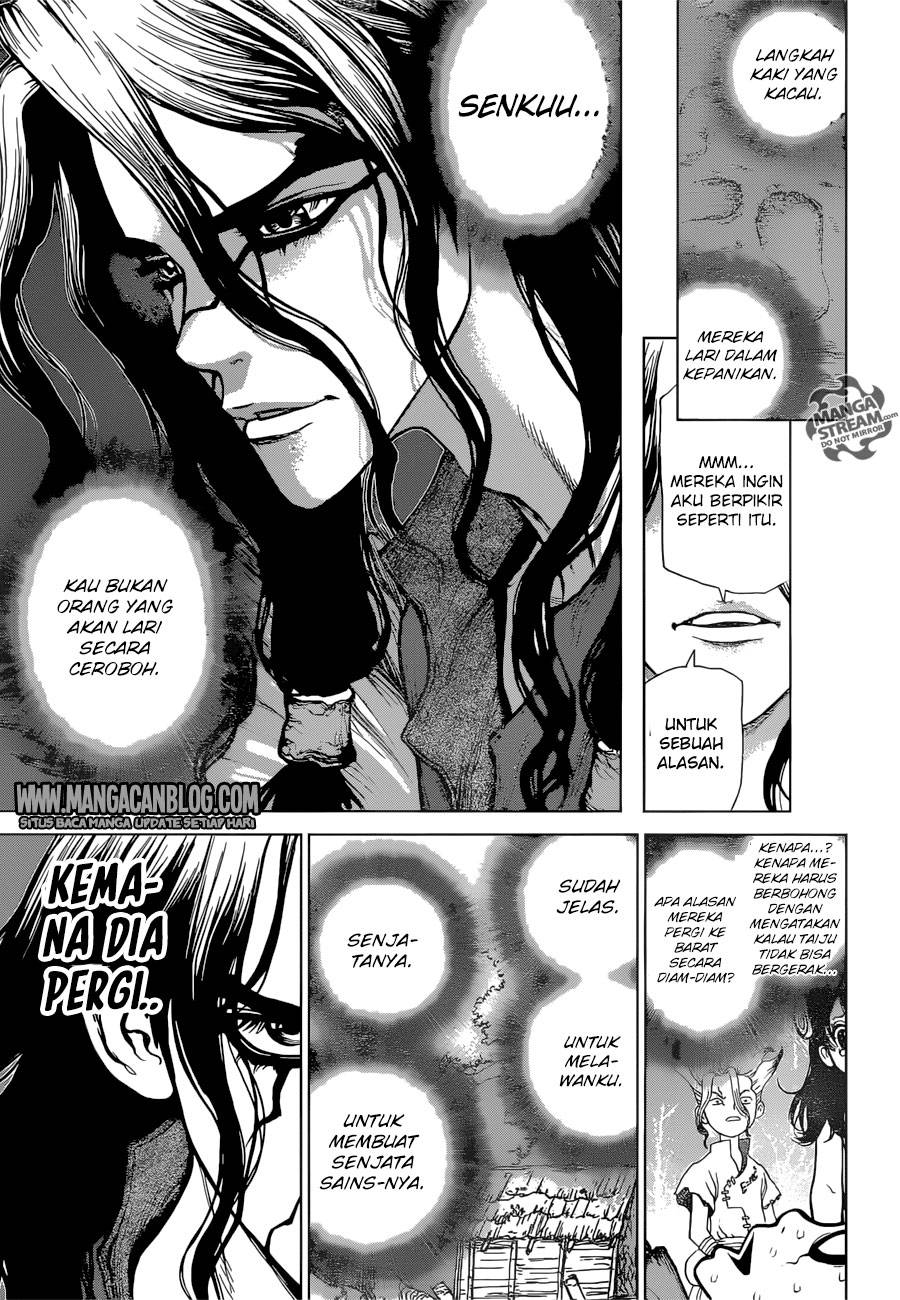 LANGKAH
KAKI YANG
KACAU.
MEREKA
LARI DALAM
KEPANIKAN.
MANGA
STREAM.com
DO NOT MIRROR
MMM...
MEREKA INGIN
AKU BERPIKIR
SEPERTI ITU.
UNTUK
SEBUAH
ALASAN.
SENKUU...
KAU BUKAN
ORANG YANG
AKAN LARI
SECARA
CEROBOH.
WWW.MANGACANBLOG.COM
SITUS BACA MANGA UPDATE SETIAP HARI
KENAPA...?
KENAPA ME-
REKA HARUS
BERBOHONG
DENGAN
MENGATAKAN
KALAU TAIJU
TIDAK BISA
BERGERAK...
APA ALASAN
MEREKA
PERGI KE
BARAT
SECARA
DIAM-DIAM?
SUDAH
JELAS.
SENJA-
TANYA.
UNTUK
MELA-
WANKU.
UNTUK
MEMBUAT
SENJATA
SAINS-NYA.
KEMA-
NA DIA
PERGI..